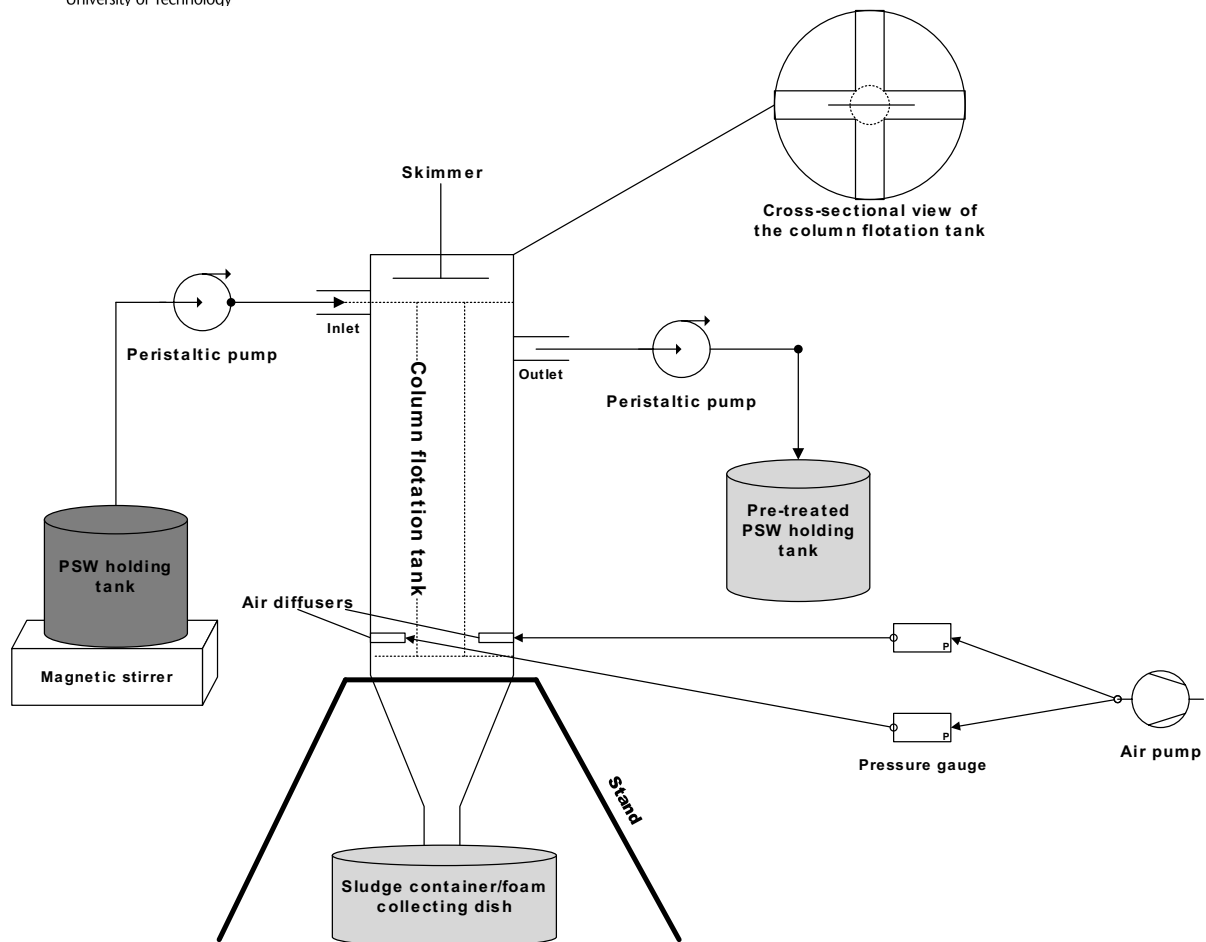 University of Technology
Cross-sectional view of
the column flotation tank
Skimmer
Inlet
Peristaltic pump
Column flotation tank
Outlet
Peristaltic pump
PSW holding
tank
Pre-treated
PSW holding
tank
Air diffusers
Magnetic stirrer
P
P
Pressure gauge
Air pump
Stand
Sludge container/foam
collecting dish